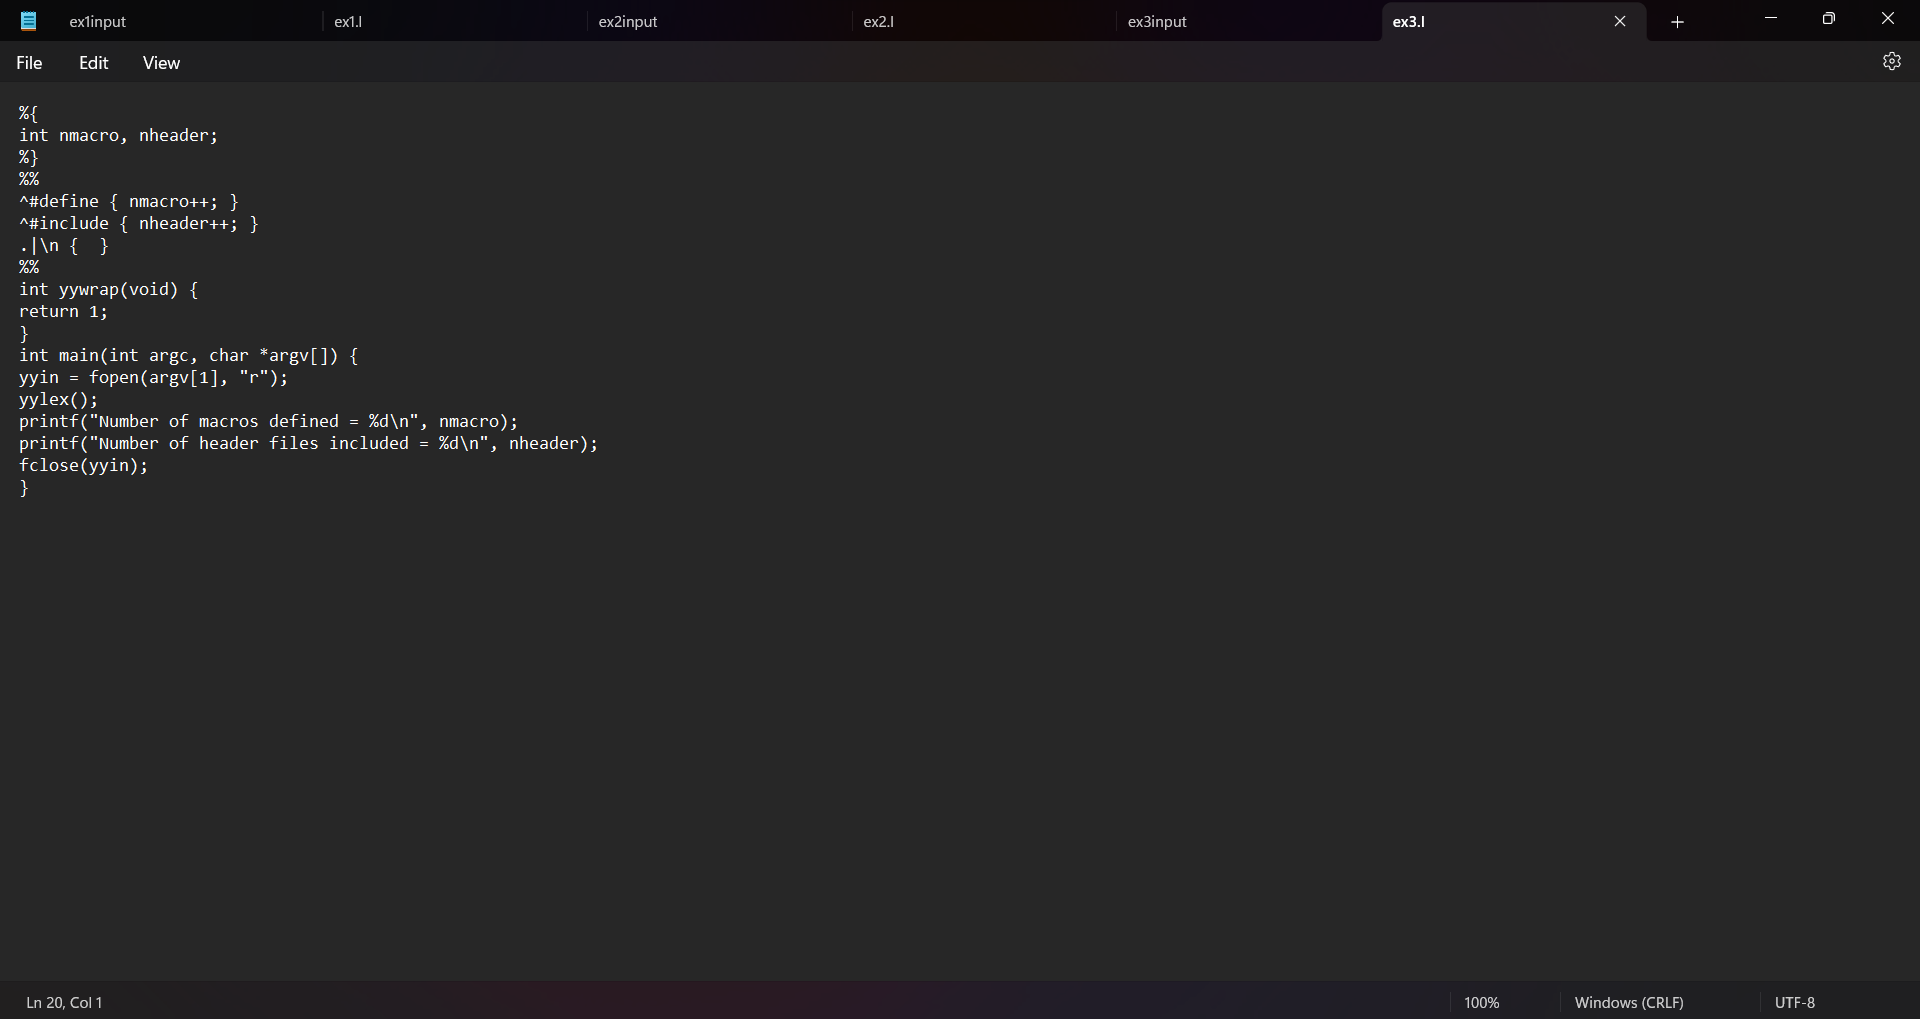 ex1input ex1.l ex2input ex2.l ex3input ex3.l
File Edit View
%{
int nmacro, nheader;
%}
%%
^#define { nmacro++; }
^#include { nheader++; }
.|\n {  }
%%
int yywrap(void) {
return 1;
}
int main(int argc, char *argv[]) {
yyin = fopen(argv[1], "r");
yylex();
printf("Number of macros defined = %d\n", nmacro);
printf("Number of header files included = %d\n", nheader);
fclose(yyin);
}
Ln 20, Col 1 100% Windows (CRLF) UTF-8